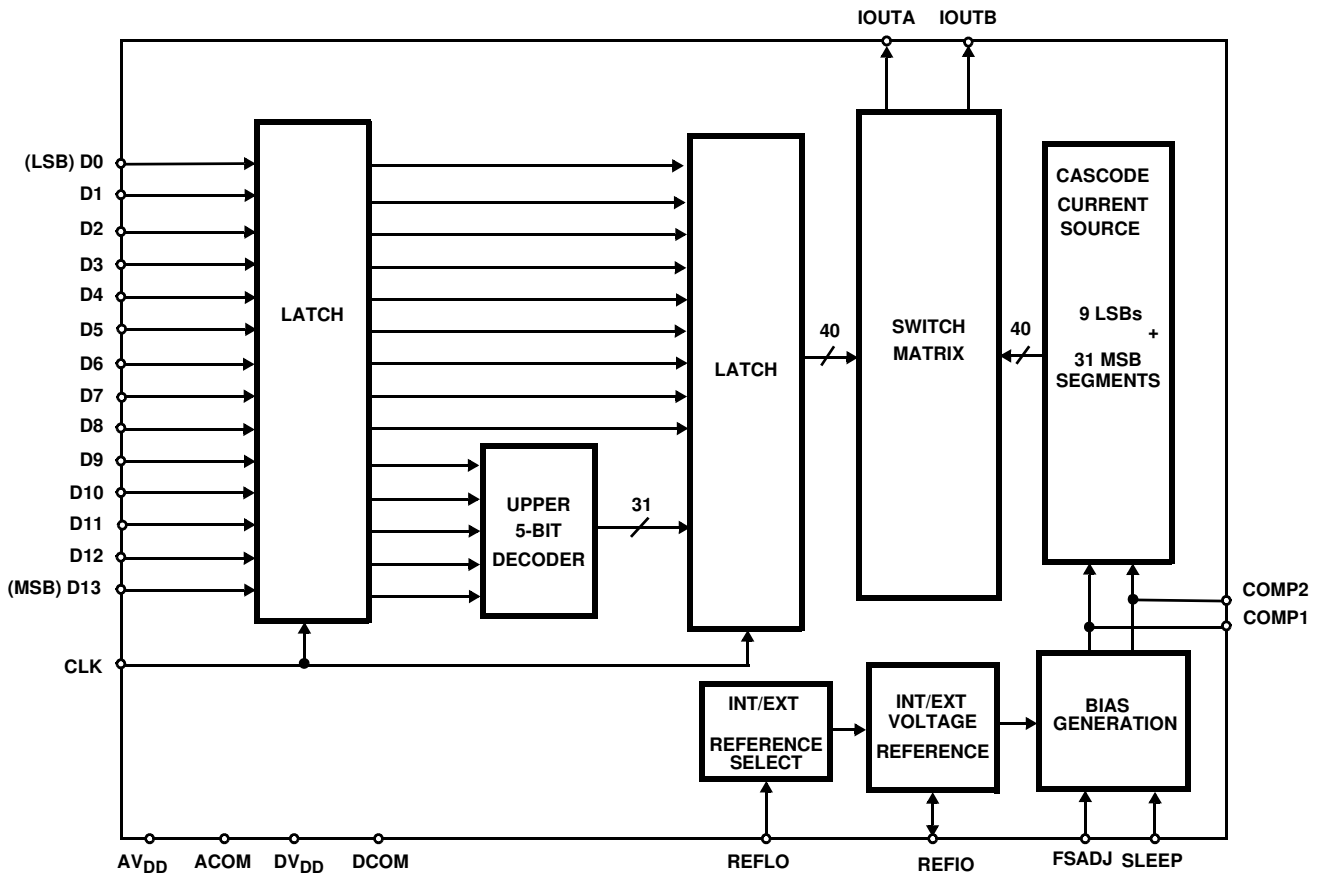 IOUTA IOUTB
(LSB) D0
D1
D2
D3
D4
D5
D6
D7
D8
D9
D10
D11
D12
(MSB) D13
CLK
LATCH
UPPER
5-BIT
DECODER
31
LATCH
40
SWITCH
MATRIX
40
CASCODE
CURRENT
SOURCE
9 LSBs
+
31 MSB
SEGMENTS
COMP2
COMP1
INT/EXT
REFERENCE
SELECT
INT/EXT
VOLTAGE
REFERENCE
BIAS
GENERATION
AVDD ACOM DVDD DCOM REFLO REFIO FSADJ SLEEP